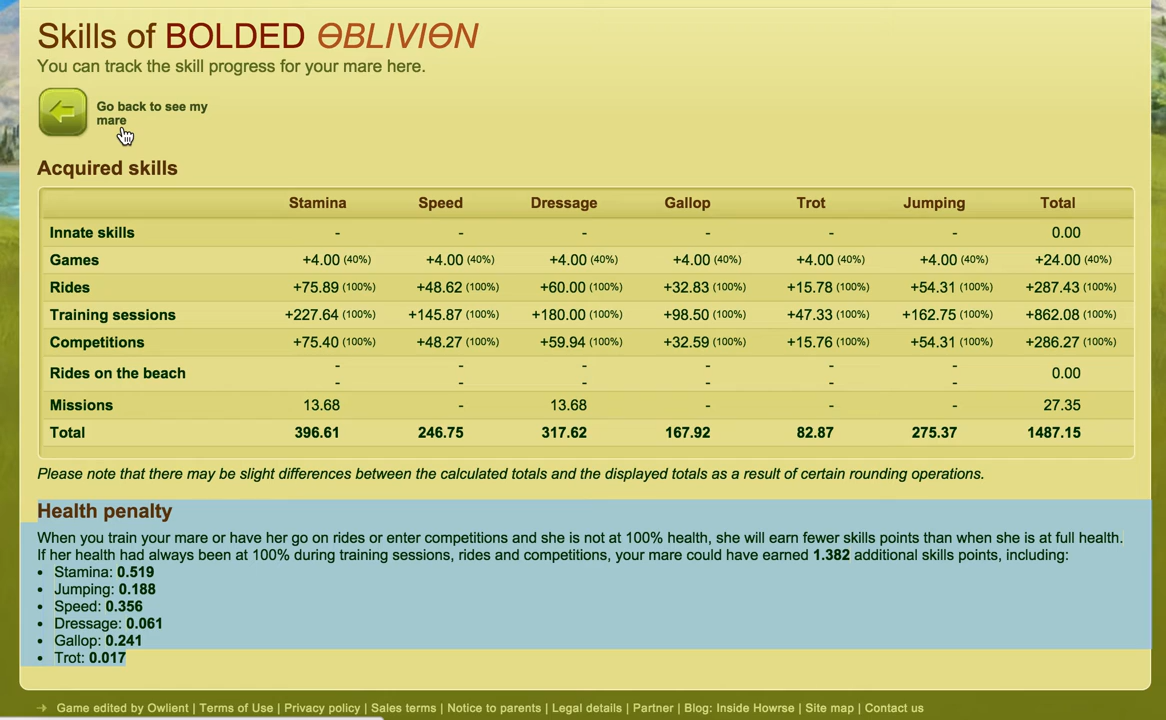 Skills of BOLDED ѲBLIVIѲN
You can track the skill progress for your mare here.
Go back to see my
mare
Acquired skills
Stamina Speed Dressage Gallop Trot Jumping Total
Innate skills - - - - - - 0.00
Games +4.00 (40%) +4.00 (40%) +4.00 (40%) +4.00 (40%) +4.00 (40%) +4.00 (40%) +24.00 (40%)
Rides +75.89 (100%) +48.62 (100%) +60.00 (100%) +32.83 (100%) +15.78 (100%) +54.31 (100%) +287.43 (100%)
Training sessions +227.64 (100%) +145.87 (100%) +180.00 (100%) +98.50 (100%) +47.33 (100%) +162.75 (100%) +862.08 (100%)
Competitions +75.40 (100%) +48.27 (100%) +59.94 (100%) +32.59 (100%) +15.76 (100%) +54.31 (100%) +286.27 (100%)
- - - - - -
Rides on the beach 0.00
- - - - - -
Missions 13.68 - 13.68 - - - 27.35
Total 396.61 246.75 317.62 167.92 82.87 275.37 1487.15
Please note that there may be slight differences between the calculated totals and the displayed totals as a result of certain rounding operations.
Health penalty
When you train your mare or have her go on rides or enter competitions and she is not at 100% health, she will earn fewer skills points than when she is at full health.
If her health had always been at 100% during training sessions, rides and competitions, your mare could have earned 1.382 additional skills points, including:
• Stamina: 0.519
• Jumping: 0.188
• Speed: 0.356
• Dressage: 0.061
• Gallop: 0.241
• Trot: 0.017
Game edited by Owlient | Terms of Use | Privacy policy | Sales terms | Notice to parents | Legal details | Partner | Blog: Inside Howrse | Site map | Contact us